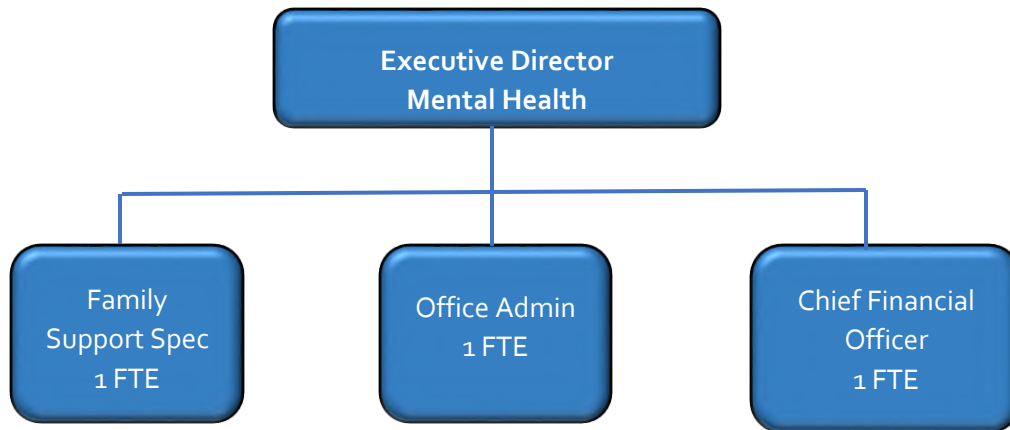 Executive Director
Mental Health
Family
Support Spec
1 FTE
Office Admin
1 FTE
Chief Financial
Officer
1 FTE